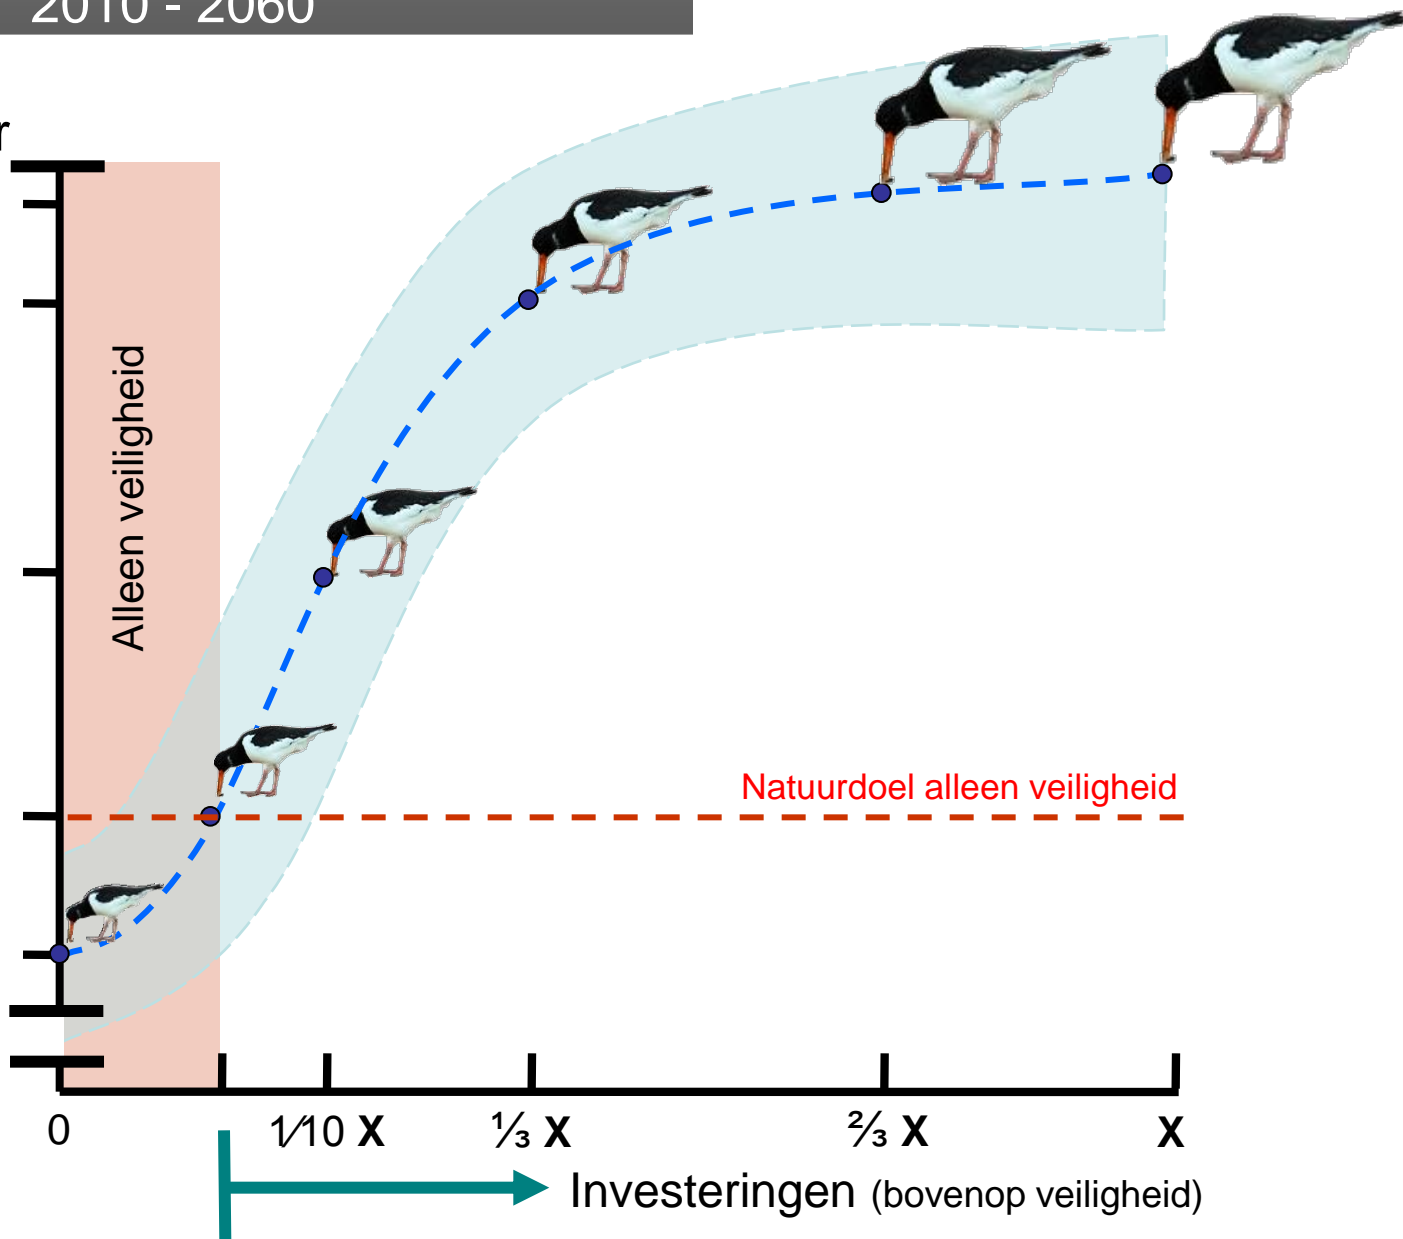 2010 - 2060
r
Alleen veiligheid
Natuurdoel alleen veiligheid
0
1⁄10 X
⅓ X
⅔ X
X
Investeringen (bovenop veiligheid)